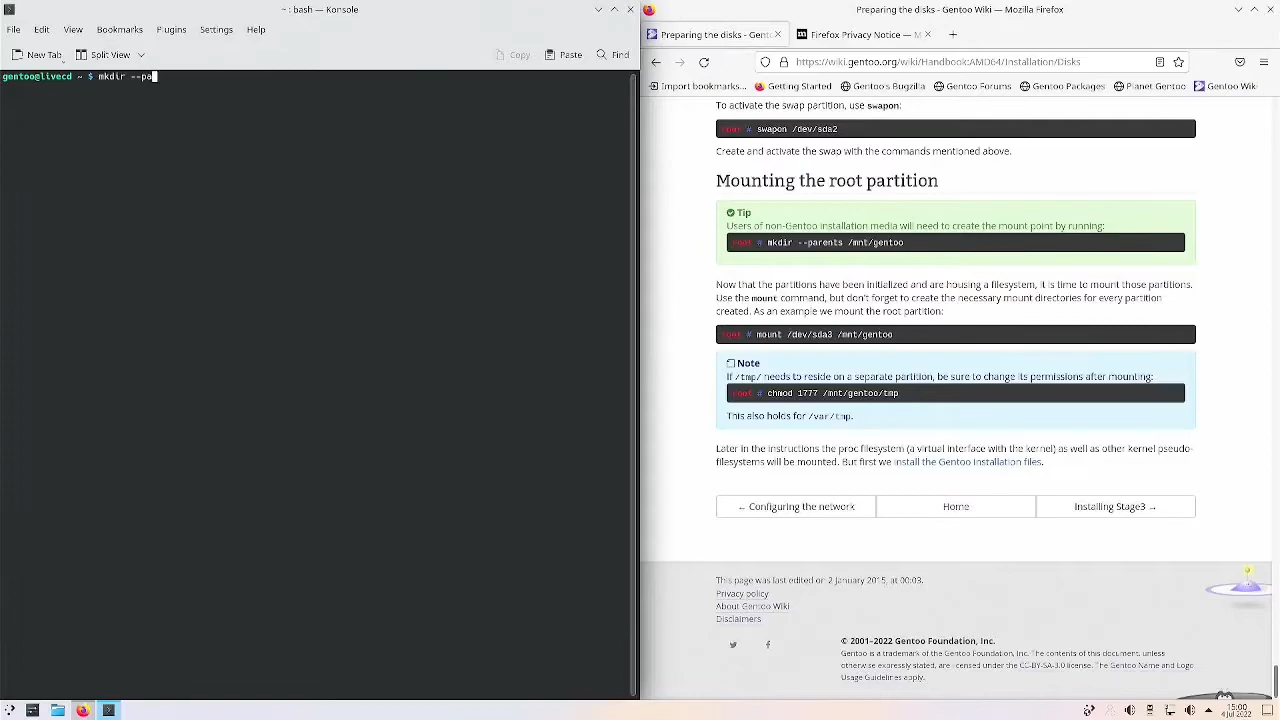 ~ : bash — Konsole
File Edit View Bookmarks Plugins Settings Help
New Tab Split View Copy Paste Find
gentoo@livecd ~ $ mkdir --pa
Preparing the disks - Gentoo Wiki — Mozilla Firefox
Preparing the disks - Gent Firefox Privacy Notice — M
https://wiki.gentoo.org/wiki/Handbook:AMD64/Installation/Disks
Import bookmarks... Getting Started Gentoo's Bugzilla Gentoo Forums Gentoo Packages Planet Gentoo Gentoo Wiki
To activate the swap partition, use swapon:
root # swapon /dev/sda2
Create and activate the swap with the commands mentioned above.
Mounting the root partition
Tip
Users of non-Gentoo installation media will need to create the mount point by running:
root # mkdir --parents /mnt/gentoo
Now that the partitions have been initialized and are housing a filesystem, it is time to mount those partitions.
Use the mount command, but don't forget to create the necessary mount directories for every partition
created. As an example we mount the root partition:
root # mount /dev/sda3 /mnt/gentoo
Note
If /tmp/ needs to reside on a separate partition, be sure to change its permissions after mounting:
root # chmod 1777 /mnt/gentoo/tmp
This also holds for /var/tmp.
Later in the instructions the proc filesystem (a virtual interface with the kernel) as well as other kernel pseudo-
filesystems will be mounted. But first we install the Gentoo installation files.
← Configuring the network Home Installing Stage3 →
This page was last edited on 2 January 2015, at 00:03.
Privacy policy
About Gentoo Wiki
Disclaimers
© 2001–2022 Gentoo Foundation, Inc.
Gentoo is a trademark of the Gentoo Foundation, Inc. The contents of this document, unless
otherwise expressly stated, are licensed under the CC-BY-SA-3.0 license. The Gentoo Name and Logo
Usage Guidelines apply.
15:00
4 Jul 2022